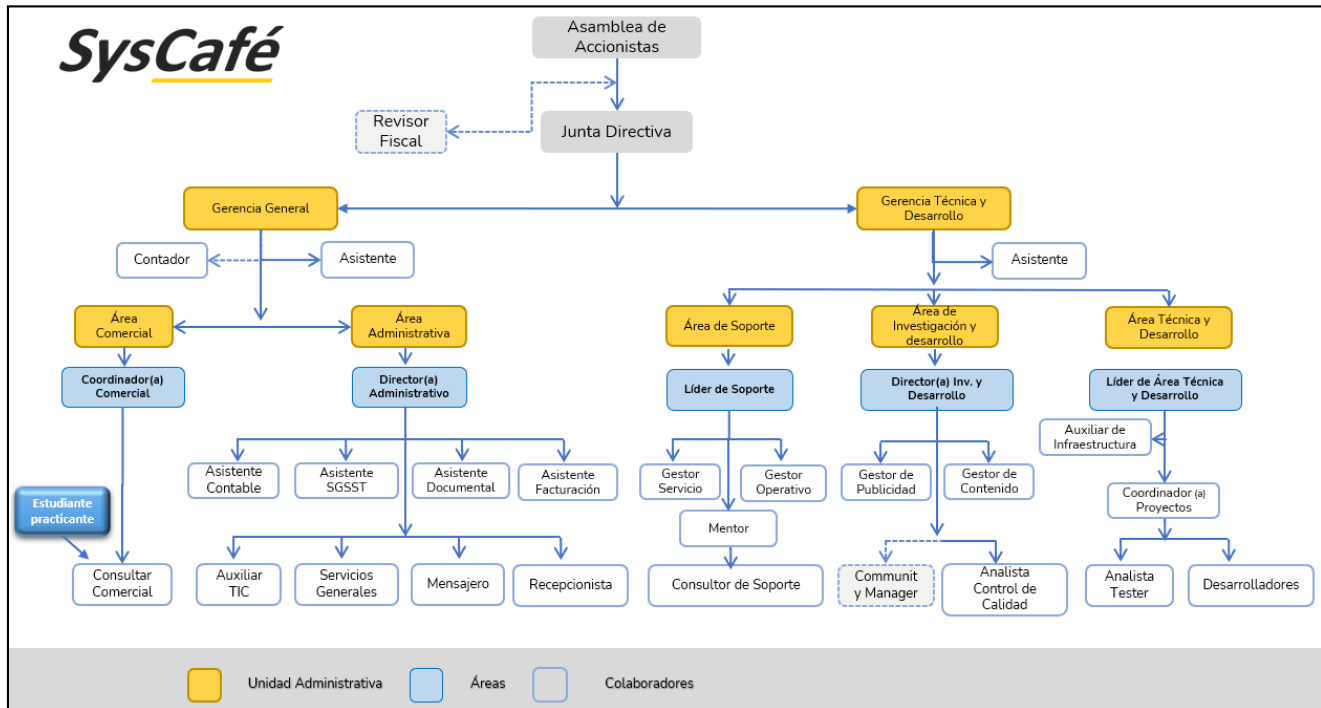 SysCafé
Asamblea de
Accionistas
Revisor
Fiscal
Junta Directiva
Gerencia General
Gerencia Técnica y
Desarrollo
Contador
Asistente
Asistente
Área
Comercial
Área
Administrativa
Área de Soporte
Área de
Investigación y
desarrollo
Área Técnica y
Desarrollo
Coordinador(a)
Comercial
Director(a)
Administrativo
Líder de Soporte
Director(a) Inv. y
Desarrollo
Líder de Área Técnica
y Desarrollo
Auxiliar de
Infraestructura
Asistente
Contable
Asistente
SGSST
Asistente
Documental
Asistente
Facturación
Gestor
Servicio
Gestor
Operativo
Gestor de
Publicidad
Gestor de
Contenido
Coordinador (a)
Proyectos
Estudiante
practicante
Mentor
Consultar
Comercial
Auxiliar
TIC
Servicios
Generales
Mensajero
Recepcionista
Consultor de Soporte
Communit
y Manager
Analista
Control de
Calidad
Analista
Tester
Desarrolladores
Unidad Administrativa
Áreas
Colaboradores